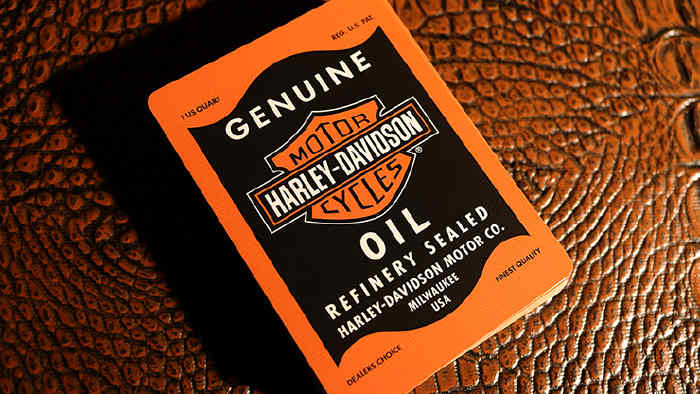 REG. U.S. PAT.
1 US QUART
GENUINE
MOTOR
HARLEY-DAVIDSON
CYCLES
®
OIL
REFINERY SEALED
HARLEY-DAVIDSON MOTOR CO.
MILWAUKEE
USA
FINEST QUALITY
DEALERS CHOICE